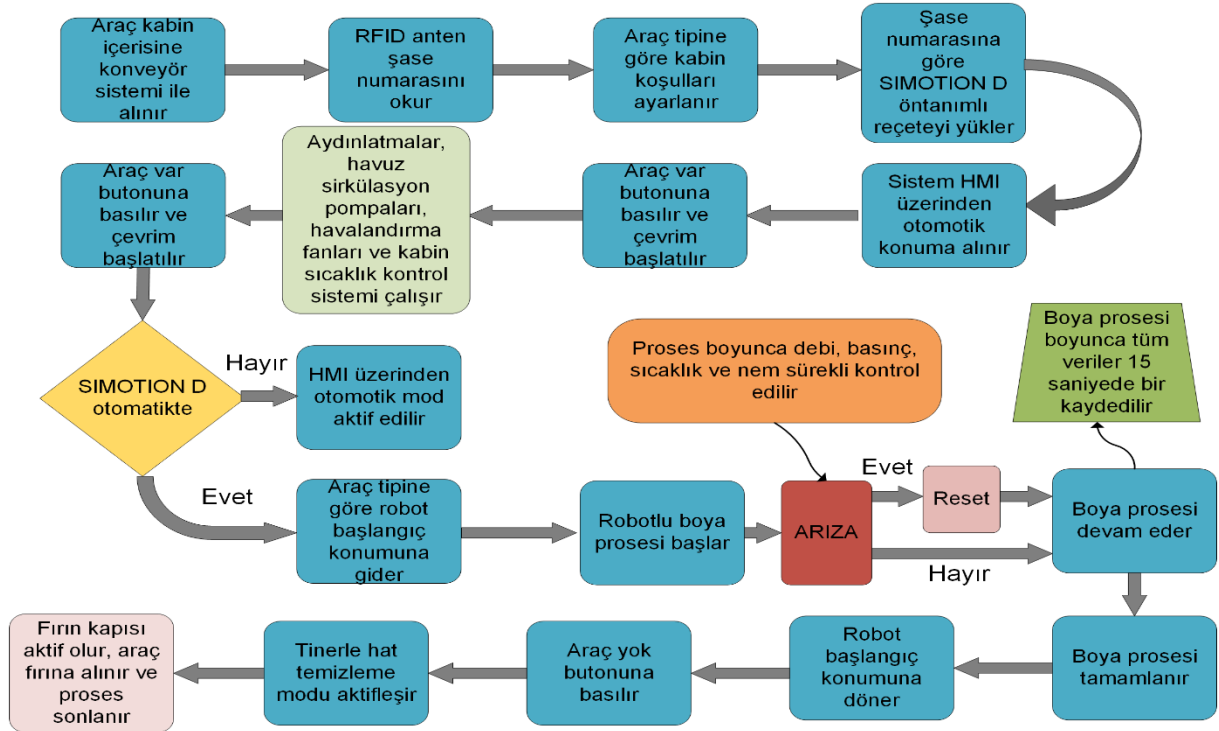 Araç kabin
içerisine
konveyör
sistemi ile
alınır
RFID anten
şase
numarasını
okur
Araç tipine
göre kabin
koşulları
ayarlanır
Şase
numarasına
göre
SIMOTION D
öntanımlı
reçeteyi yükler
Sistem HMI
üzerinden
otomotik
konuma alınır
Araç var
butonuna
basılır ve
çevrim
başlatılır
Aydınlatmalar,
havuz
sirkülasyon
pompaları,
havalandırma
fanları ve kabin
sıcaklık kontrol
sistemi çalışır
Araç var
butonuna
basılır ve
çevrim
başlatılır
SIMOTION D
otomatikte
Hayır
HMI üzerinden
otomotik mod
aktif edilir
Evet
Araç tipine
göre robot
başlangıç
konumuna
gider
Robotlu boya
prosesi başlar
Proses boyunca debi, basınç,
sıcaklık ve nem sürekli kontrol
edilir
ARIZA
Evet
Reset
Hayır
Boya prosesi
devam eder
Boya prosesi
boyunca tüm
veriler 15
saniyede bir
kaydedilir
Boya prosesi
tamamlanır
Robot
başlangıç
konumuna
döner
Araç yok
butonuna
basılır
Tinerle hat
temizleme
modu aktifleşir
Fırın kapısı
aktif olur, araç
fırına alınır ve
proses
sonlanır